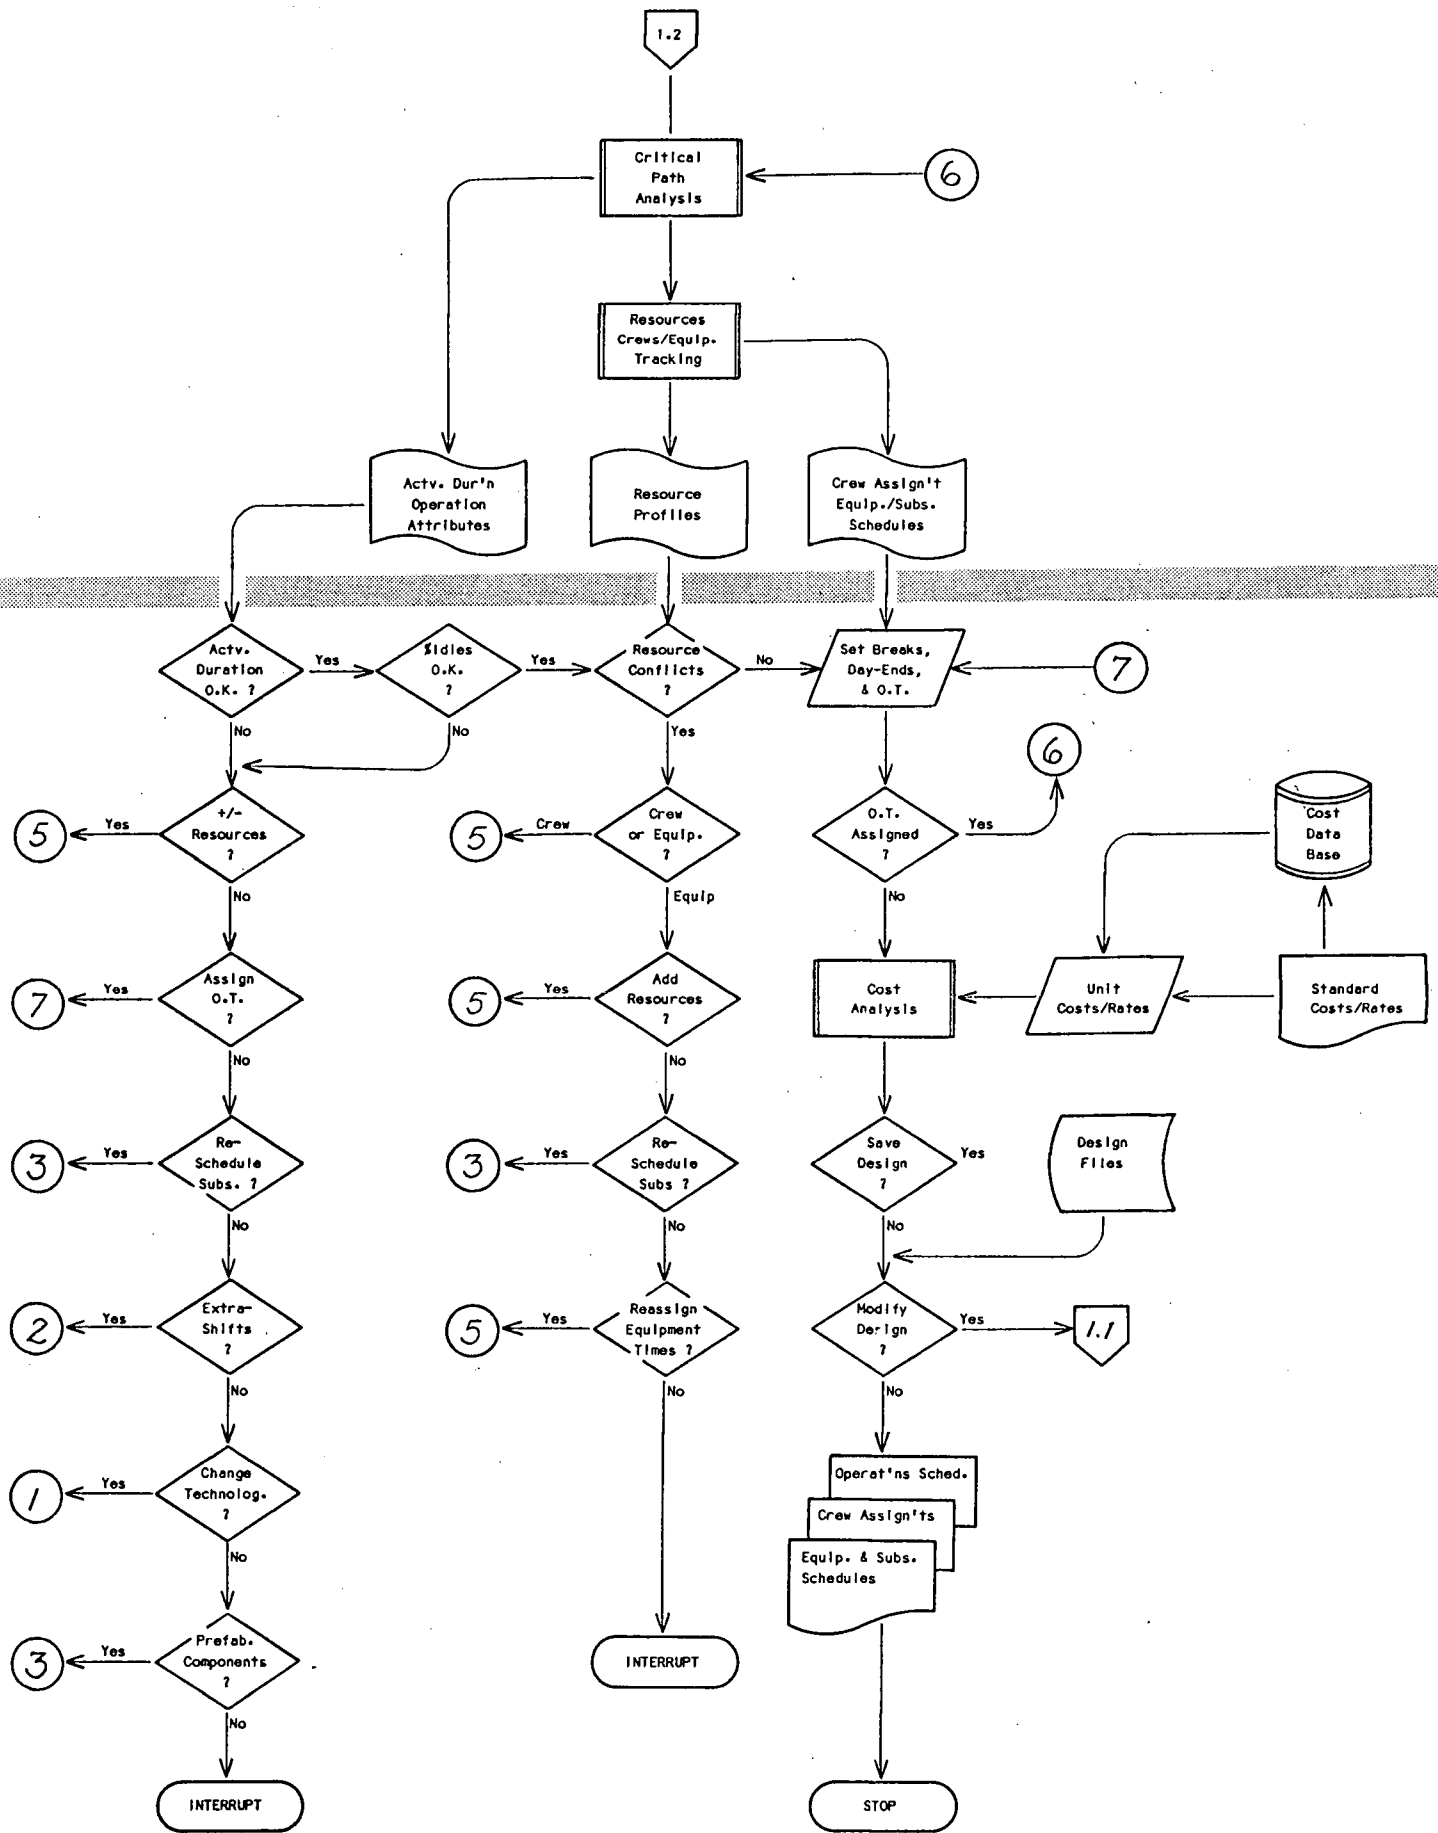 1.2
Critical
Path
Analysis
6
Resources
Crews/Equip.
Tracking
Actv. Dur'n
Operation
Attributes
Resource
Profiles
Crew Assign't
Equip./Subs.
Schedules
Actv.
Duration
O.K. ?
Yes
No
%Idles
O.K.
?
Yes
No
Resource
Conflicts
?
No
Yes
Set Breaks,
Day-Ends,
& O.T.
7
6
+/-
Resources
?
Yes
No
5
Crew
or Equip.
?
Crew
Equip
5
O.T.
Assigned
?
Yes
No
Cost
Data
Base
Assign
O.T.
?
Yes
No
7
Add
Resources
?
Yes
No
5
Cost
Analysis
Unit
Costs/Rates
Standard
Costs/Rates
Re-
Schedule
Subs. ?
Yes
No
3
Re-
Schedule
Subs ?
Yes
No
3
Save
Design
?
Yes
No
Design
Files
Extra-
Shifts
?
Yes
No
2
Reassign
Equipment
Times ?
Yes
No
5
Modify
Design
?
Yes
No
1.1
Change
Technolog.
?
Yes
No
1
Operat'ns Sched.
Crew Assign'ts
Equip. & Subs.
Schedules
Prefab.
Components
?
Yes
No
3
INTERRUPT
INTERRUPT
STOP